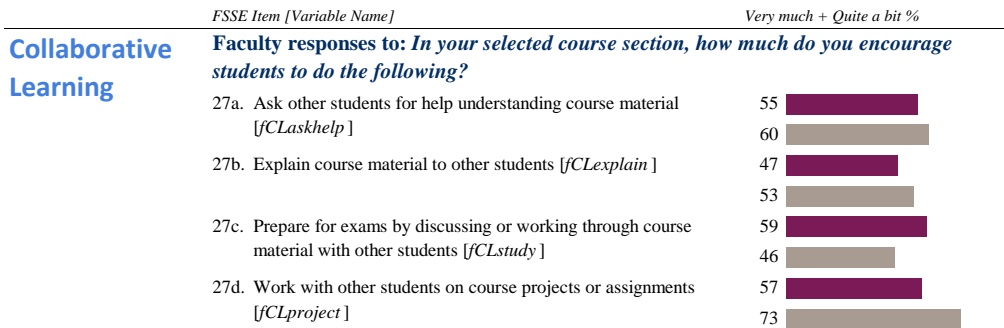 FSSE Item [Variable Name] Very much + Quite a bit %
Collaborative Learning
Faculty responses to: In your selected course section, how much do you encourage
students to do the following?
27a. Ask other students for help understanding course material 55
[fCLaskhelp ] 60
27b. Explain course material to other students [fCLexplain ] 47
53
27c. Prepare for exams by discussing or working through course 59
material with other students [fCLstudy ] 46
27d. Work with other students on course projects or assignments 57
[fCLproject ] 73